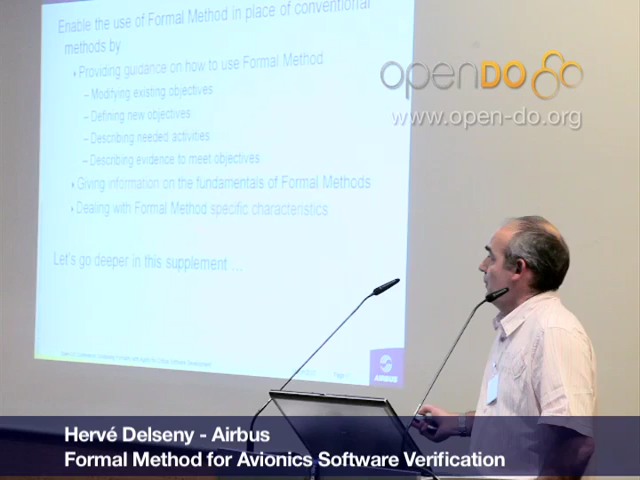 Enable the use of Formal Method in place of conventional
methods by
Providing guidance on how to use Formal Method
– Modifying existing objectives
– Defining new objectives
– Describing needed activities
– Describing evidence to meet objectives
Giving information on the fundamentals of Formal Methods
Dealing with Formal Method specific characteristics
Let's go deeper in this supplement ...
AIRBUS
openDO
www.open-do.org
Hervé Delseny - Airbus
Formal Method for Avionics Software Verification